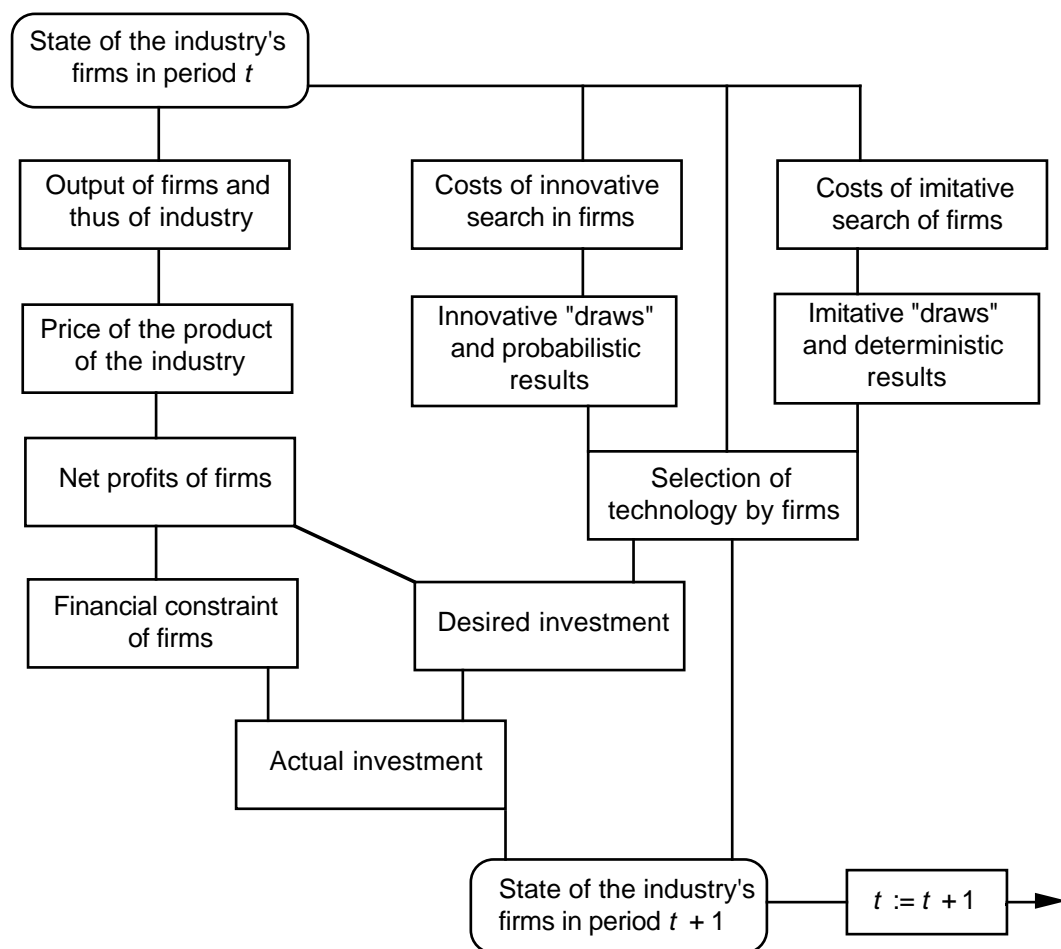 State of the industry's
firms in period t
Output of firms and
thus of industry
Costs of innovative
search in firms
Costs of imitative
search of firms
Price of the product
of the industry
Innovative "draws"
and probabilistic
results
Imitative "draws"
and deterministic
results
Net profits of firms
Selection of
technology by firms
Financial constraint
of firms
Desired investment
Actual investment
State of the industry's
firms in period t + 1
t := t + 1